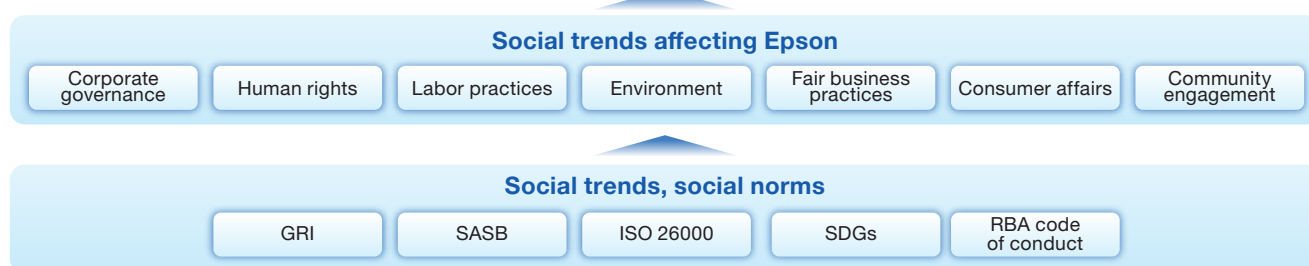 Social trends affecting Epson
Corporate
governance
Human rights
Labor practices
Environment
Fair business
practices
Consumer affairs
Community
engagement
Social trends, social norms
GRI
SASB
ISO 26000
SDGs
RBA code
of conduct